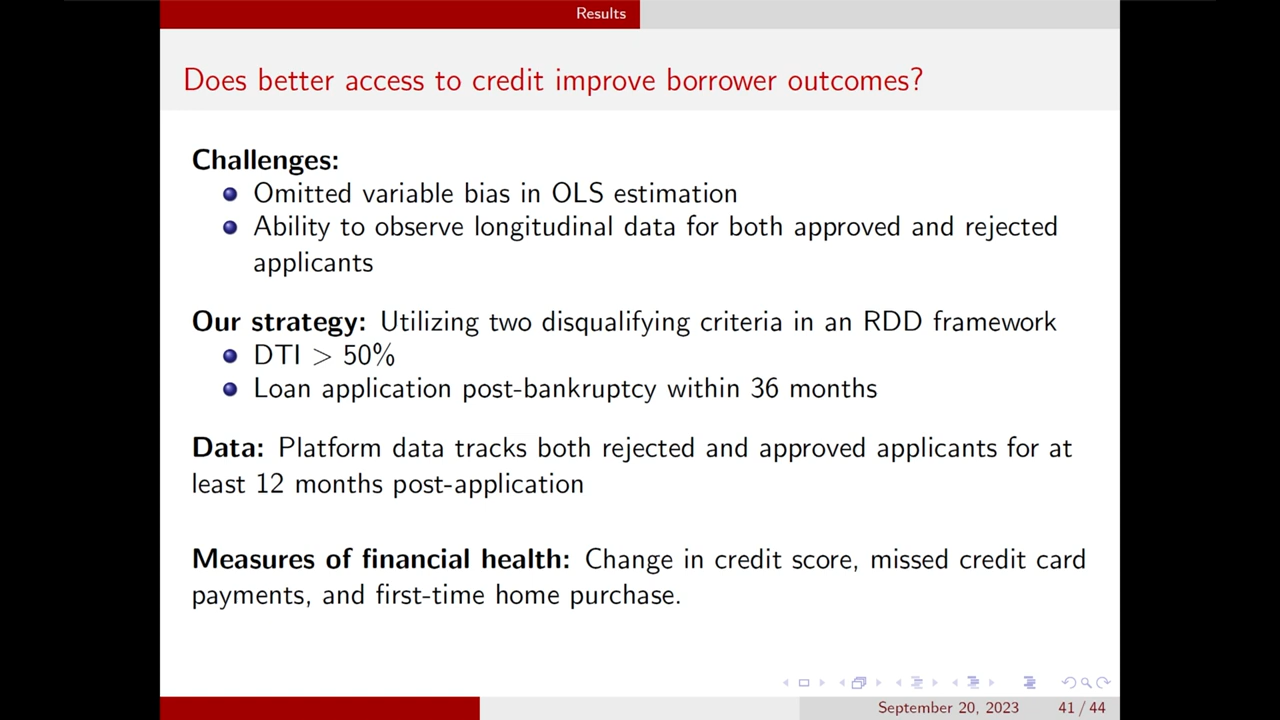 Results
Does better access to credit improve borrower outcomes?
Challenges:
Omitted variable bias in OLS estimation
Ability to observe longitudinal data for both approved and rejected
applicants
Our strategy: Utilizing two disqualifying criteria in an RDD framework
DTI > 50%
Loan application post-bankruptcy within 36 months
Data: Platform data tracks both rejected and approved applicants for at
least 12 months post-application
Measures of financial health: Change in credit score, missed credit card
payments, and first-time home purchase.
September 20, 2023 41 / 44